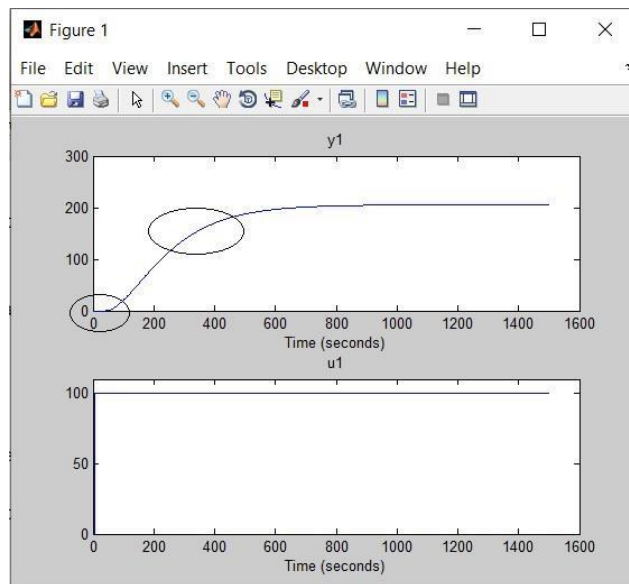 Figure 1
File Edit View Insert Tools Desktop Window Help
y1
300
200
100
0
0 200 400 600 800 1000 1200 1400 1600
Time (seconds)
u1
100
50
0
0 200 400 600 800 1000 1200 1400 1600
Time (seconds)